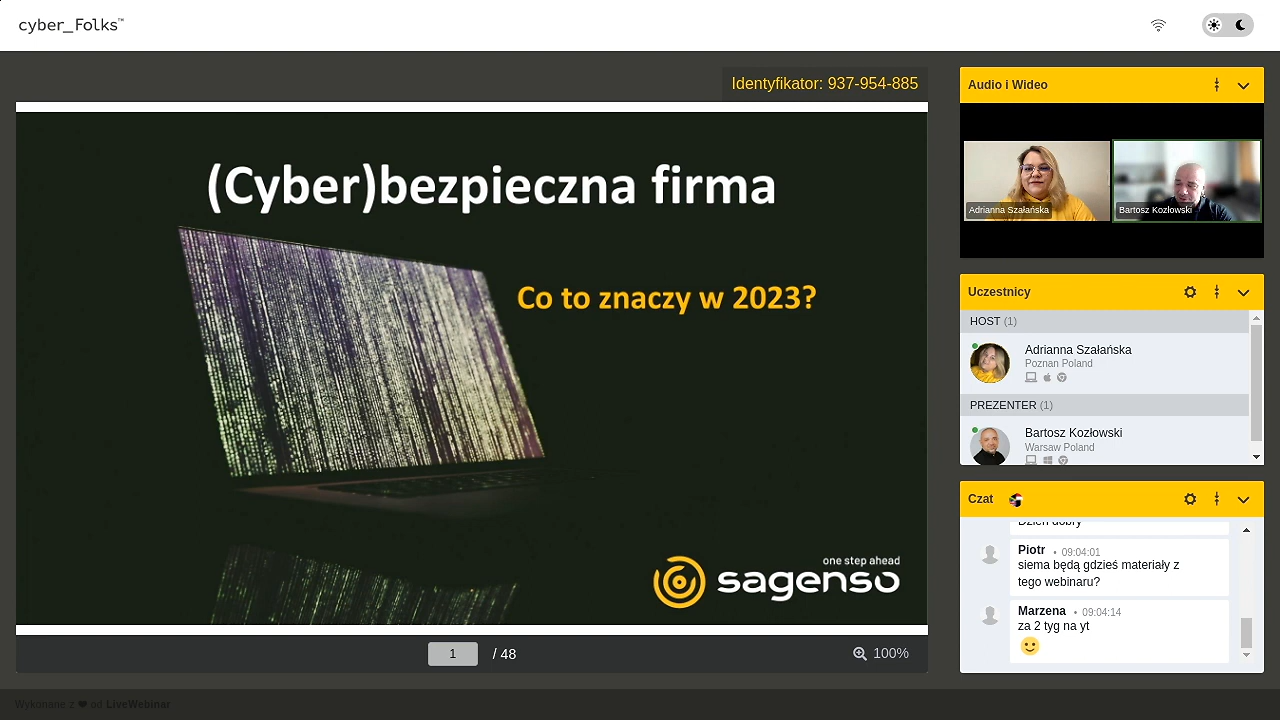 cyber_Folks™
Identyfikator: 937-954-885
(Cyber)bezpieczna firma
Co to znaczy w 2023?
one step ahead
sagenso
1 / 48
100%
Audio i Wideo
Adrianna Szałańska
Bartosz Kozłowski
Uczestnicy
HOST (1)
Adrianna Szałańska
Poznan Poland
PREZENTER (1)
Bartosz Kozłowski
Warsaw Poland
Czat
Dzień dobry
Piotr • 09:04:01
siema będą gdzieś materiały z
tego webinaru?
Marzena • 09:04:14
za 2 tyg na yt
Wykonane z ❤ od LiveWebinar